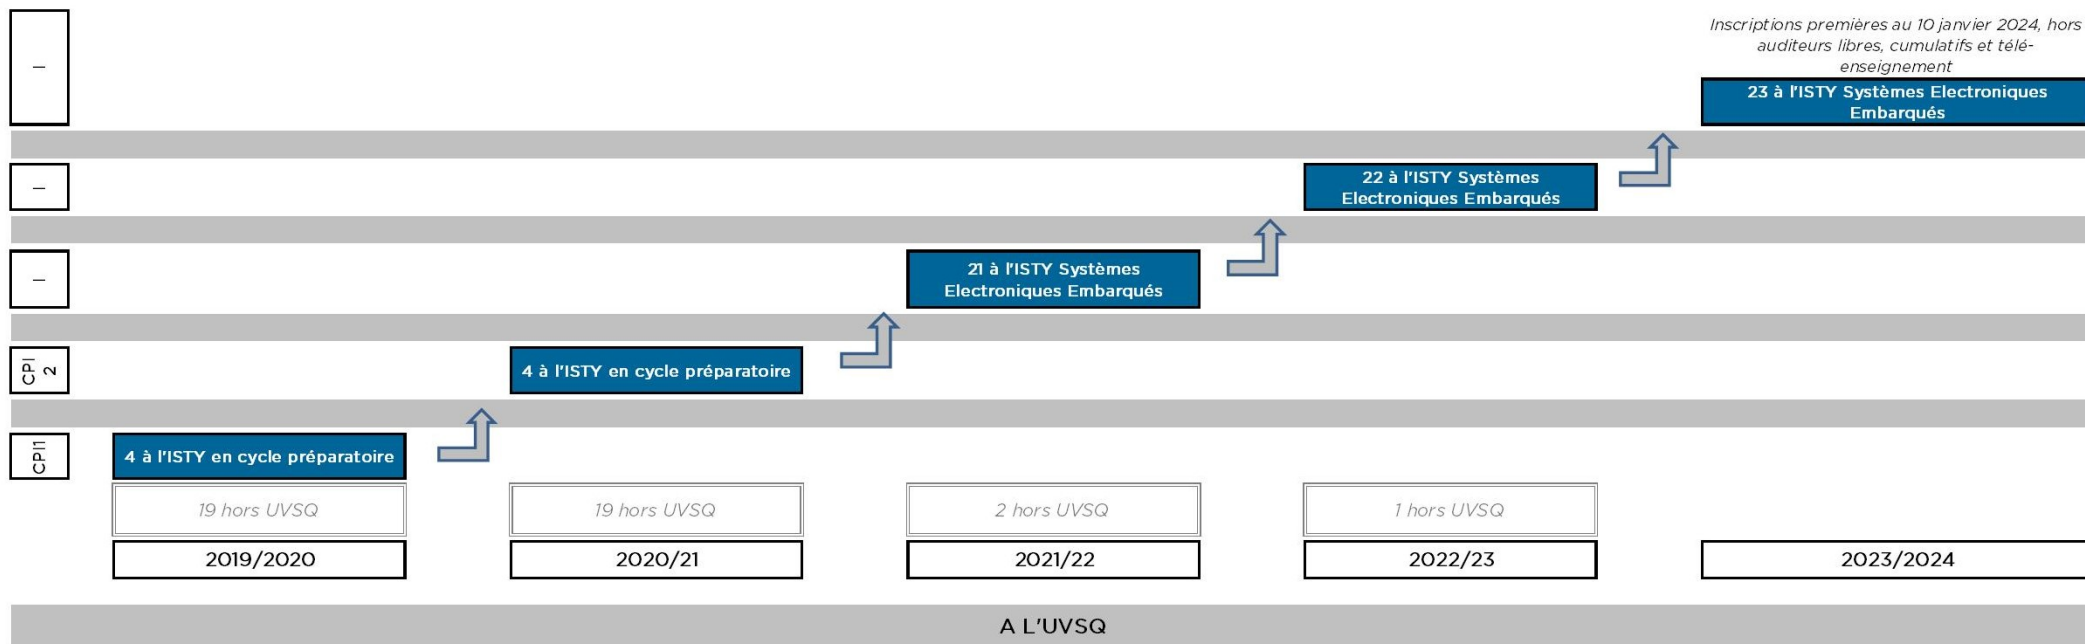 Inscriptions premières au 10 janvier 2024, hors
auditeurs libres, cumulatifs et télé-
enseignement
I
23 à l'ISTY Systèmes Electroniques
Embarqués
I
22 à l'ISTY Systèmes
Electroniques Embarqués
I
21 à l'ISTY Systèmes
Electroniques Embarqués
CPI
2
4 à l'ISTY en cycle préparatoire
CPI1
4 à l'ISTY en cycle préparatoire
19 hors UVSQ
19 hors UVSQ
2 hors UVSQ
1 hors UVSQ
2019/2020
2020/21
2021/22
2022/23
2023/2024
A L'UVSQ